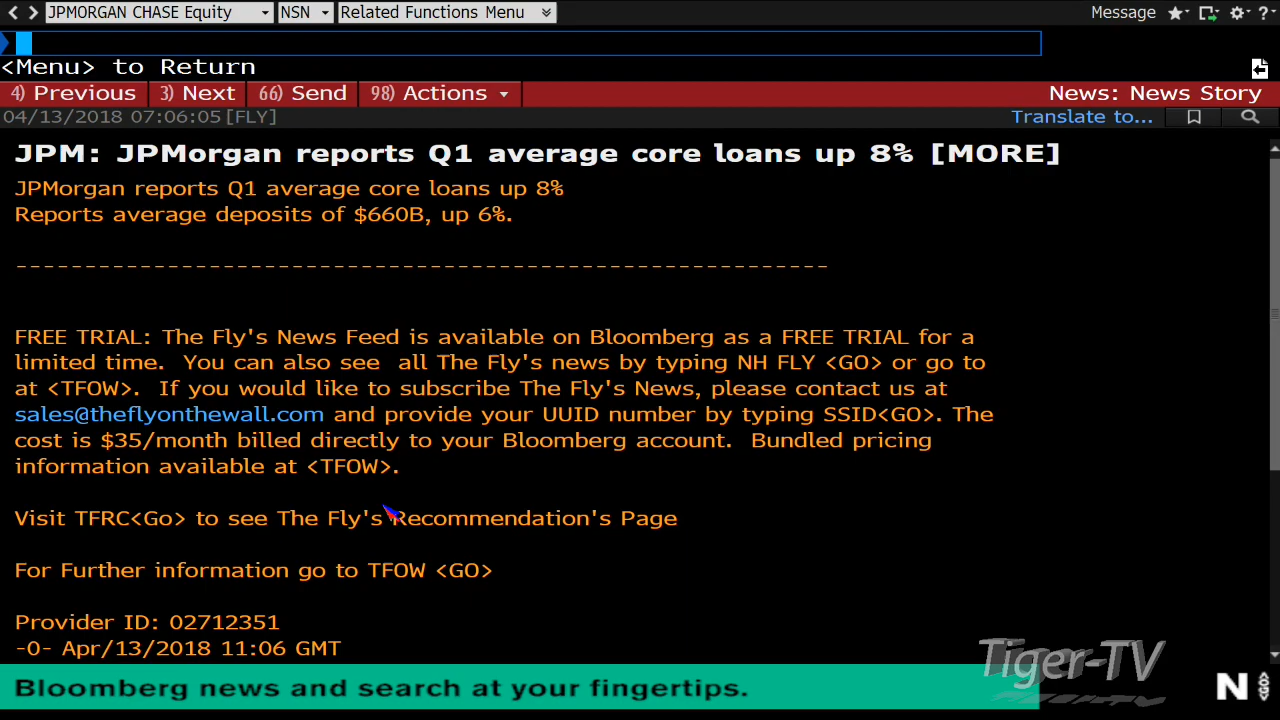 JPMORGAN CHASE Equity NSN Related Functions Menu Message ?
<Menu> to Return
4) Previous 3) Next 66) Send 98) Actions News: News Story
04/13/2018 07:06:05[FLY] Translate to...
JPM: JPMorgan reports Q1 average core loans up 8% [MORE]
JPMorgan reports Q1 average core loans up 8%
Reports average deposits of $660B, up 6%.
-----------------------------------------------------------
FREE TRIAL: The Fly's News Feed is available on Bloomberg as a FREE TRIAL for a
limited time.  You can also see  all The Fly's news by typing NH FLY <GO> or go to
at <TFOW>.  If you would like to subscribe The Fly's News, please contact us at
sales@theflyonthewall.com and provide your UUID number by typing SSID<GO>. The
cost is $35/month billed directly to your Bloomberg account.  Bundled pricing
information available at <TFOW>.
Visit TFRC<Go> to see The Fly's Recommendation's Page
For Further information go to TFOW <GO>
Provider ID: 02712351
-0- Apr/13/2018 11:06 GMT
Tiger-TV
Bloomberg news and search at your fingertips. N